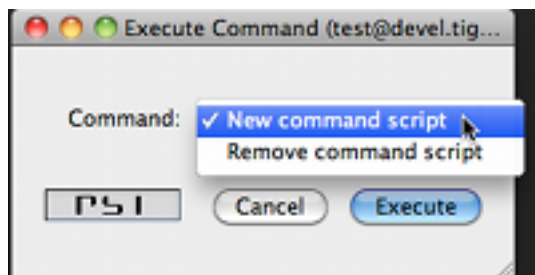 Execute Command (test@devel.tig...
Command: ✓ New command script
Remove command script
PSI Cancel Execute